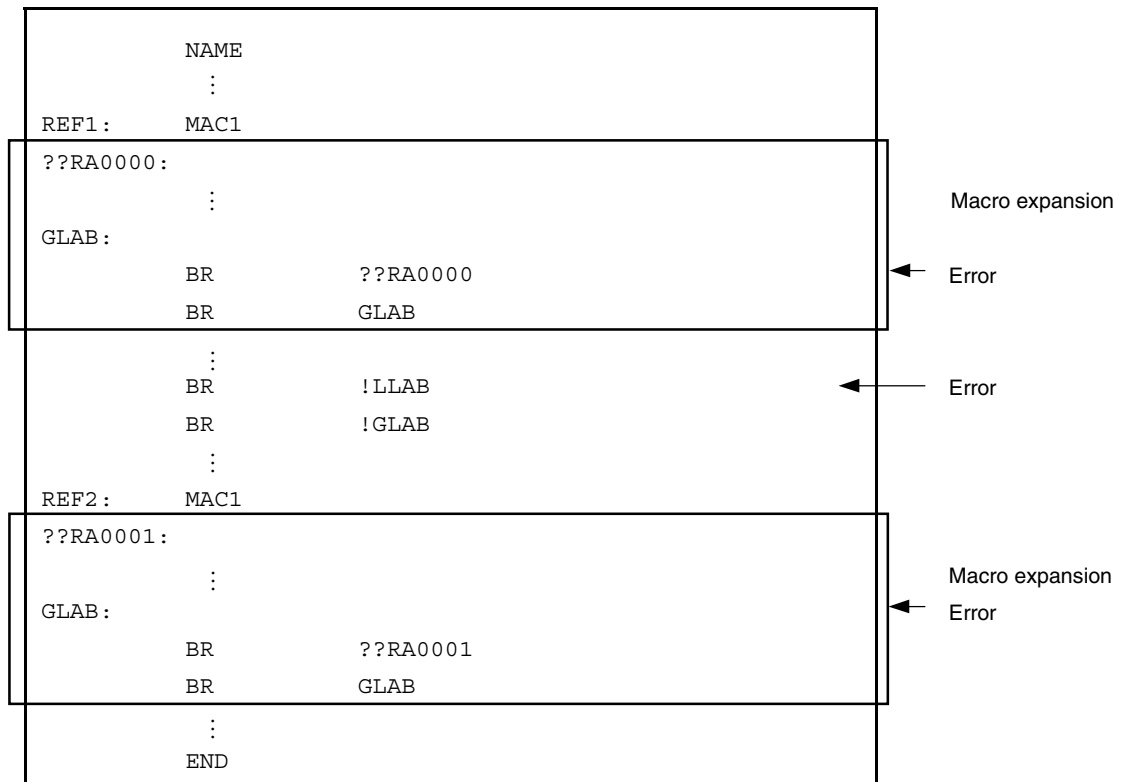 NAME
⋮
REF1: MAC1
??RA0000:
⋮ Macro expansion
GLAB:
BR ??RA0000 Error
BR GLAB
⋮
BR !LLAB Error
BR !GLAB
⋮
REF2: MAC1
??RA0001:
⋮ Macro expansion
GLAB: Error
BR ??RA0001
BR GLAB
⋮
END